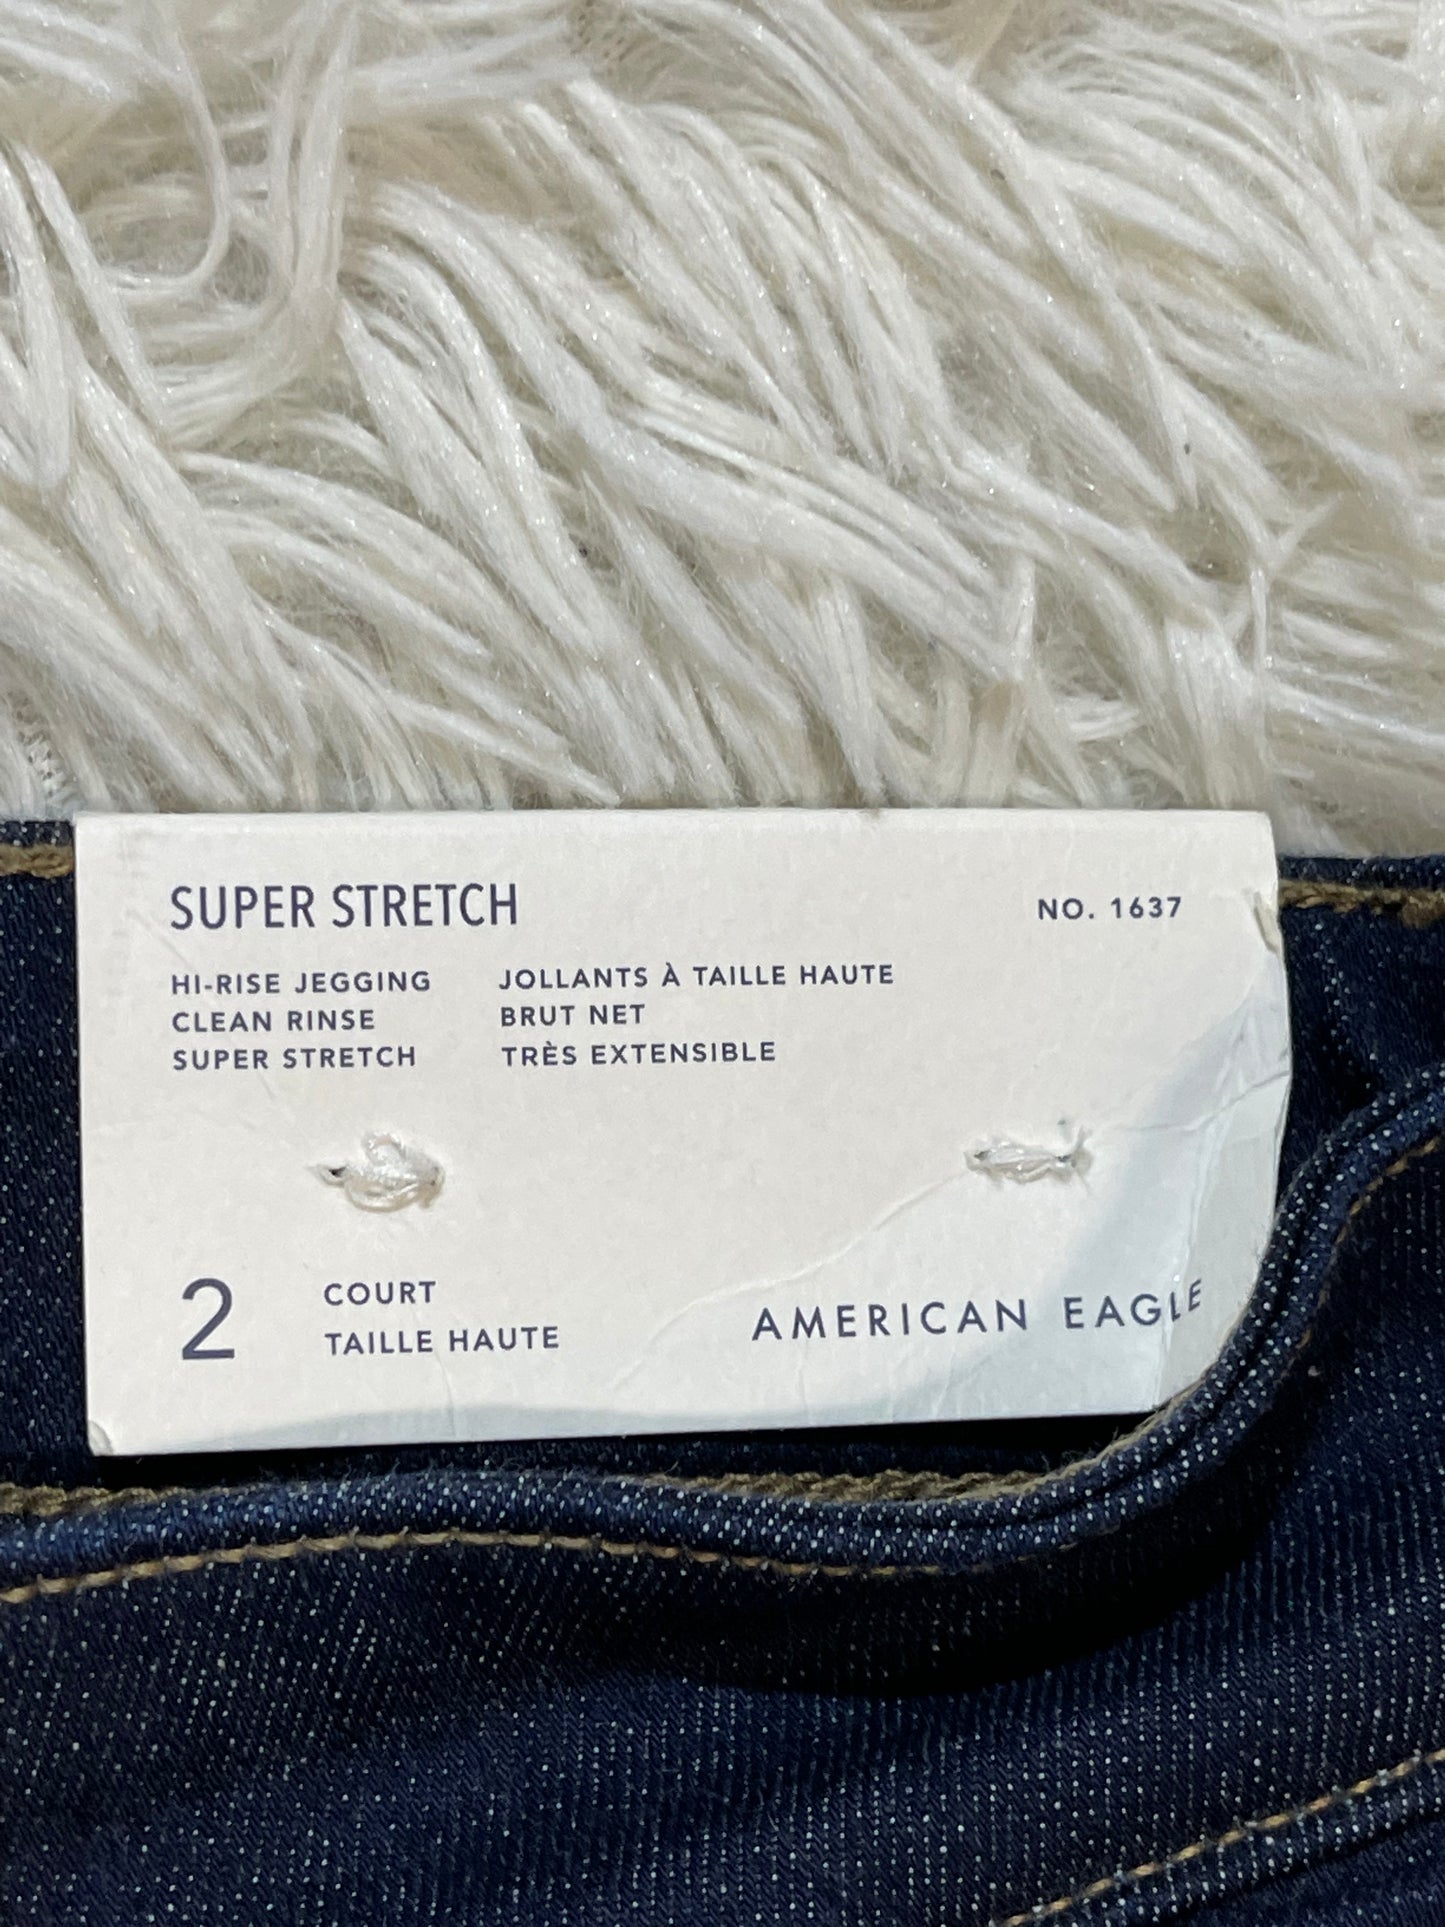 SUPER STRETCH
NO. 1637
HI-RISE JEGGING
CLEAN RINSE
SUPER STRETCH
JOLLANTS À TAILLE HAUTE
BRUT NET
TRÈS EXTENSIBLE
2
COURT
TAILLE HAUTE
AMERICAN EAGLE